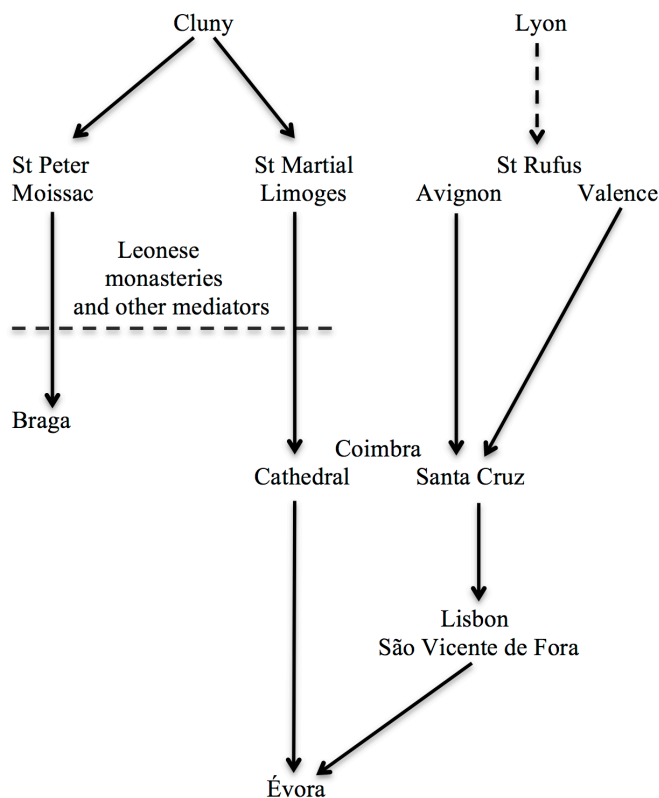 Cluny
Lyon
St Peter
Moissac
St Martial
Limoges
St Rufus
Avignon
Valence
Leonese
monasteries
and other mediators
Braga
Coimbra
Cathedral
Santa Cruz
Lisbon
São Vicente de Fora
Évora